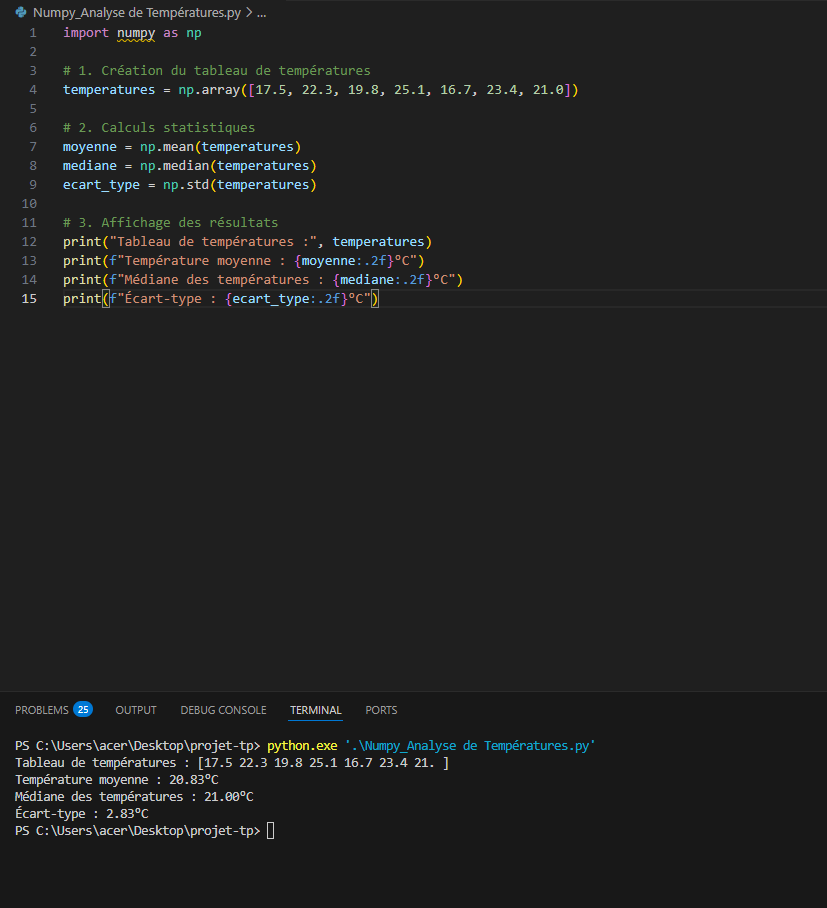 Numpy_Analyse de Températures.py > ...
1 import numpy as np
2
3 # 1. Création du tableau de températures
4 temperatures = np.array([17.5, 22.3, 19.8, 25.1, 16.7, 23.4, 21.0])
5
6 # 2. Calculs statistiques
7 moyenne = np.mean(temperatures)
8 mediane = np.median(temperatures)
9 ecart_type = np.std(temperatures)
10
11 # 3. Affichage des résultats
12 print("Tableau de températures :", temperatures)
13 print(f"Température moyenne : {moyenne:.2f}°C")
14 print(f"Médiane des températures : {mediane:.2f}°C")
15 print(f"Écart-type : {ecart_type:.2f}°C")
PROBLEMS 25 OUTPUT DEBUG CONSOLE TERMINAL PORTS
PS C:\Users\acer\Desktop\projet-tp> python.exe '.\Numpy_Analyse de Températures.py'
Tableau de températures : [17.5 22.3 19.8 25.1 16.7 23.4 21. ]
Température moyenne : 20.83°C
Médiane des températures : 21.00°C
Écart-type : 2.83°C
PS C:\Users\acer\Desktop\projet-tp>